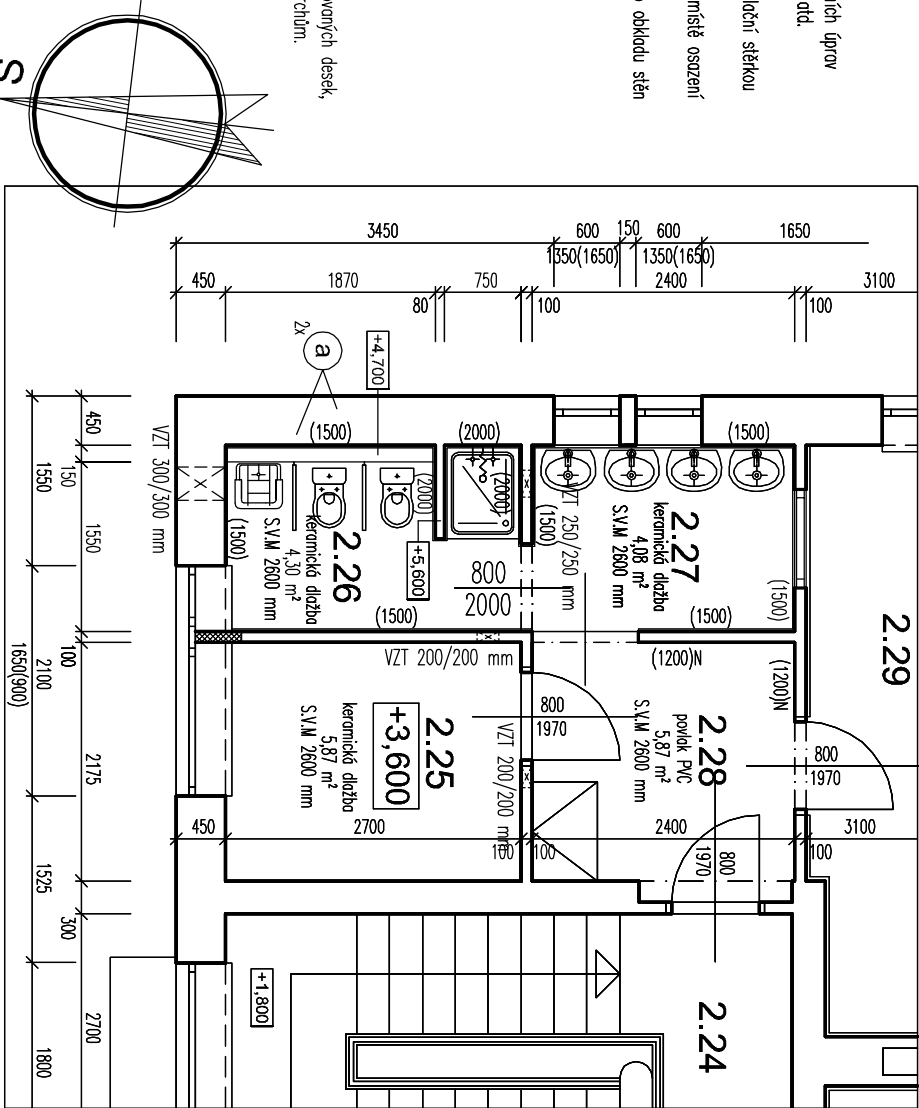 ních úprav
atd.
lační stěrkou
místě osazení
o obkladu stěn
ovaných desek,
rchům.
S
3450
600
150
600
1650
1350(1650)
1350(1650)
450
1870
750
2400
3100
80
100
100
2x
a
+4,700
(1500)
(2000)
(1500)
VZT 300/300 mm
(2000)
(2000)
(1500)
(1500)
VZT 250/250 mm
2.26
keramická dlažba
4,30 m²
S.V.M 2600 mm
2.27
keramická dlažba
4,08 m²
S.V.M 2600 mm
(1500)
+5,600
800
2000
(1500)
(1500)
2.29
VZT 200/200 mm
(1200)N
(1200)N
2.25
keramická dlažba
5,87 m²
S.V.M 2600 mm
+3,600
800
1970
VZT 200/200 mm
2.28
povlak PVC
5,87 m²
S.V.M 2600 mm
800
1970
800
1970
450
2700
2400
3100
100
100
100
2.24
+1,800
450
150
1550
100
2175
300
2700
1550
2100
1650(900)
1525
1800